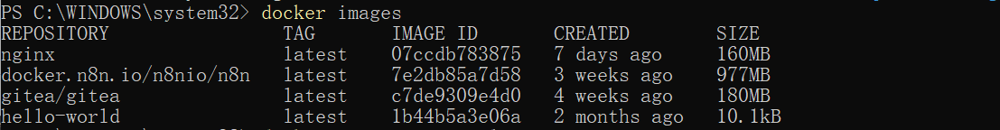 PS C:\WINDOWS\system32> docker images
REPOSITORY TAG IMAGE ID CREATED SIZE
nginx latest 07ccdb783875 7 days ago 160MB
docker.n8n.io/n8nio/n8n latest 7e2db85a7d58 3 weeks ago 977MB
gitea/gitea latest c7de9309e4d0 4 weeks ago 180MB
hello-world latest 1b44b5a3e06a 2 months ago 10.1kB